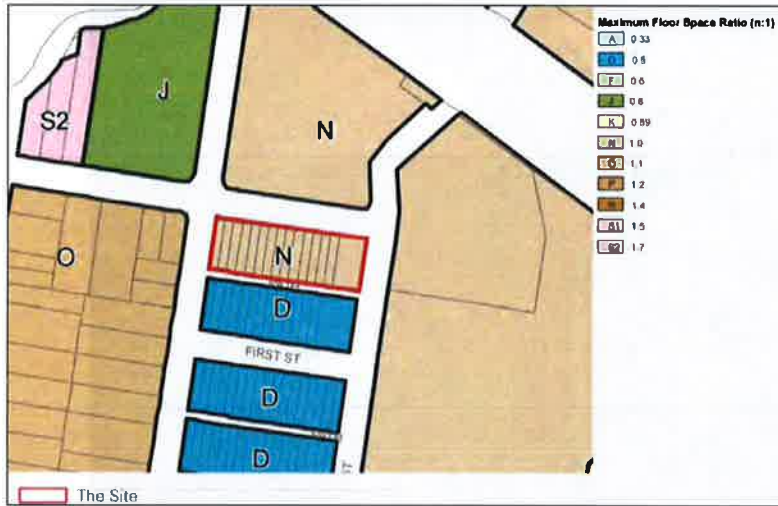 Maximum Floor Space Ratio (n:1)
A 0.33
D 0.5
F 0.6
J 0.8
K 0.89
N 1.0
O 1.1
P 1.2
R 1.4
S1 1.5
S2 1.7
J
S2
N
O
N
D
FIRST ST
D
D
ST
The Site